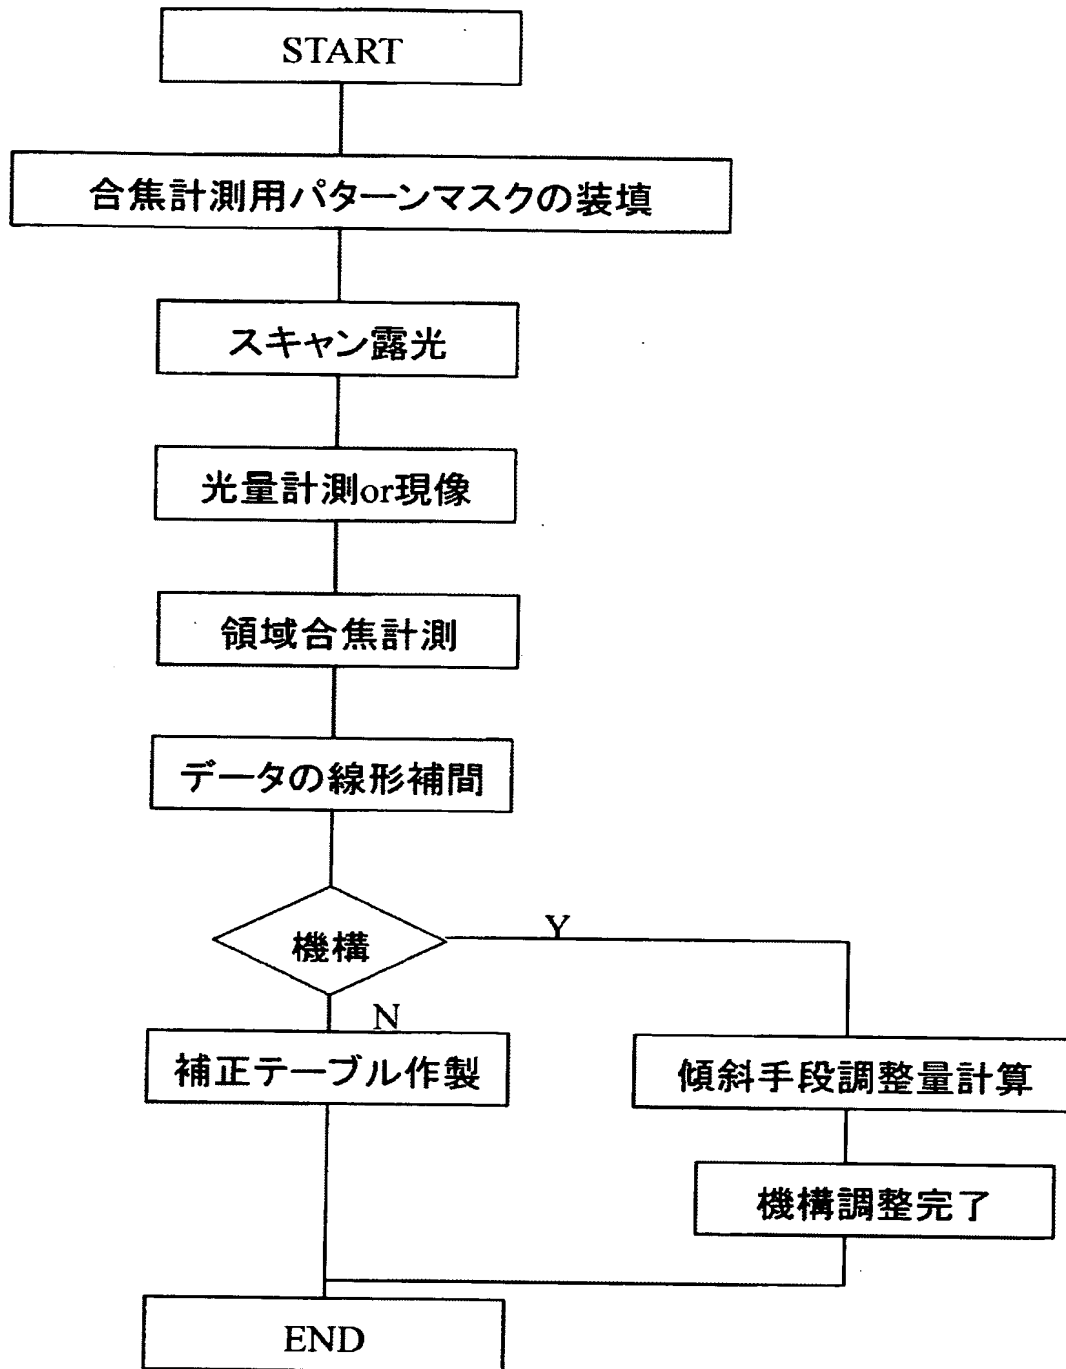 START
合焦計測用パターンマスクの装填
スキャン露光
光量計測or現像
領域合焦計測
データの線形補間
機構
Y
N
補正テーブル作製
傾斜手段調整量計算
機構調整完了
END